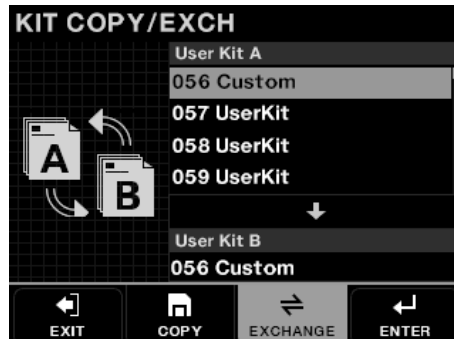 KIT COPY/EXCH
User Kit A
056 Custom
057 UserKit
058 UserKit
059 UserKit
A
B
User Kit B
056 Custom
EXIT
COPY
EXCHANGE
ENTER